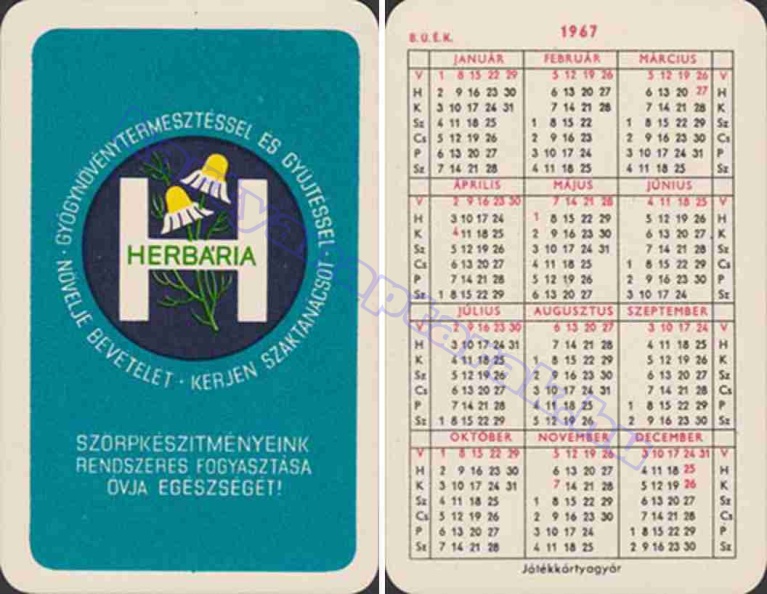 GYÓGYNÖVÉNYTERMESZTÉSSEL ÉS GYŰJTÉSSEL · NÖVELJE BEVÉTELÉT · KÉRJEN SZAKTANÁCSOT ·
HERBÁRIA
SZÖRPKÉSZÍTMÉNYEINK
RENDSZERES FOGYASZTÁSA
ÓVJA EGÉSZSÉGÉT!
B. Ú. É. K. 1967
JANUÁR FEBRUÁR MÁRCIUS
V 1 8 15 22 29 5 12 19 26 5 12 19 26 V
H 2 9 16 23 30 6 13 20 27 6 13 20 27 H
K 3 10 17 24 31 7 14 21 28 7 14 21 28 K
Sz 4 11 18 25 1 8 15 22 1 8 15 22 29 Sz
Cs 5 12 19 26 2 9 16 23 2 9 16 23 30 Cs
P 6 13 20 27 3 10 17 24 3 10 17 24 31 P
Sz 7 14 21 28 4 11 18 25 4 11 18 25 Sz
ÁPRILIS MÁJUS JÚNIUS
V 2 9 16 23 30 7 14 21 28 4 11 18 25 V
H 3 10 17 24 1 8 15 22 29 5 12 19 26 H
K 4 11 18 25 2 9 16 23 30 6 13 20 27 K
Sz 5 12 19 26 3 10 17 24 31 7 14 21 28 Sz
Cs 6 13 20 27 4 11 18 25 1 8 15 22 29 Cs
P 7 14 21 28 5 12 19 26 2 9 16 23 30 P
Sz 1 8 15 22 29 6 13 20 27 3 10 17 24 Sz
JÚLIUS AUGUSZTUS SZEPTEMBER
V 2 9 16 23 30 6 13 20 27 3 10 17 24 V
H 3 10 17 24 31 7 14 21 28 4 11 18 25 H
K 4 11 18 25 1 8 15 22 29 5 12 19 26 K
Sz 5 12 19 26 2 9 16 23 30 6 13 20 27 Sz
Cs 6 13 20 27 3 10 17 24 31 7 14 21 28 Cs
P 7 14 21 28 4 11 18 25 1 8 15 22 29 P
Sz 1 8 15 22 29 5 12 19 26 2 9 16 23 30 Sz
OKTÓBER NOVEMBER DECEMBER
V 1 8 15 22 29 5 12 19 26 3 10 17 24 31 V
H 2 9 16 23 30 6 13 20 27 4 11 18 25 H
K 3 10 17 24 31 7 14 21 28 5 12 19 26 K
Sz 4 11 18 25 1 8 15 22 29 6 13 20 27 Sz
Cs 5 12 19 26 2 9 16 23 30 7 14 21 28 Cs
P 6 13 20 27 3 10 17 24 1 8 15 22 29 P
Sz 7 14 21 28 4 11 18 25 2 9 16 23 30 Sz
Játékkártyagyár